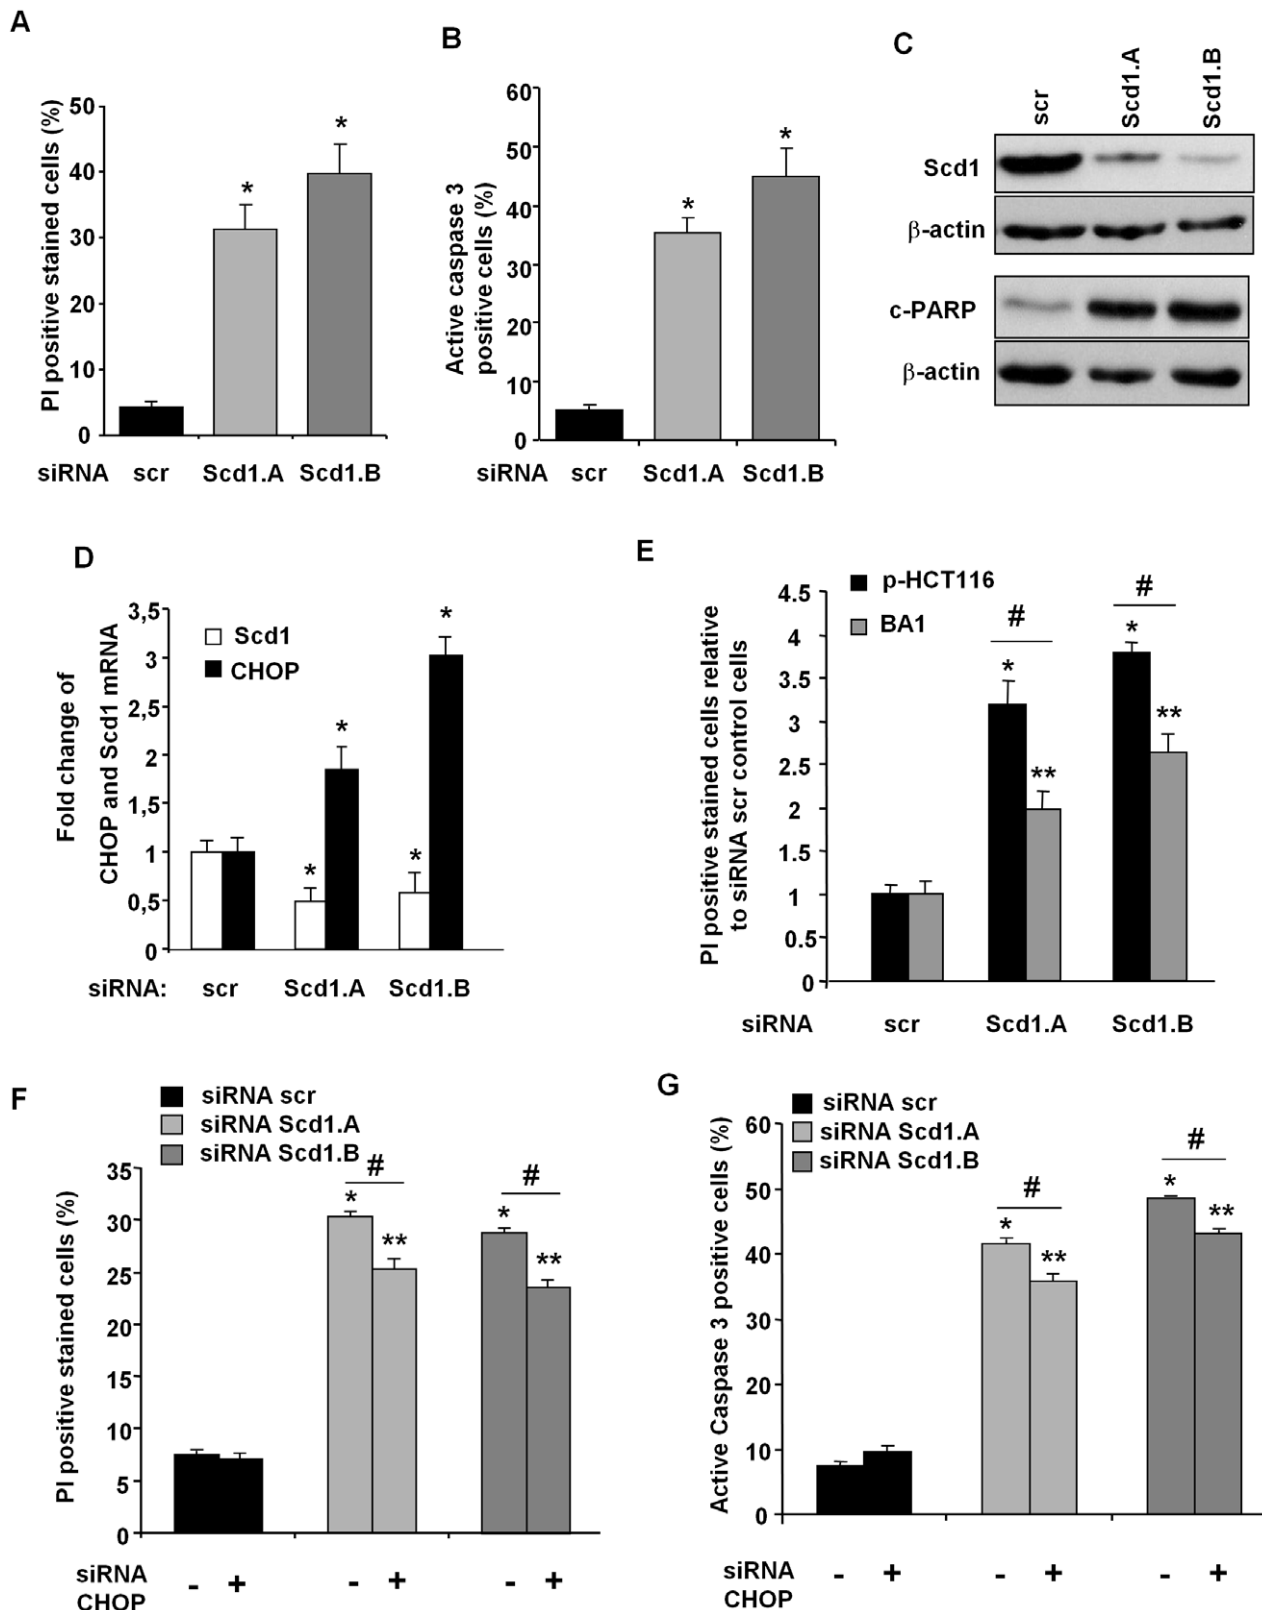 A
PI positive stained cells (%)
50
40
30
20
10
0
*
*
siRNA scr Scd1.A Scd1.B
B
Active caspase 3
positive cells (%)
60
50
40
30
20
10
0
*
*
siRNA scr Scd1.A Scd1.B
C
scr
Scd1.A
Scd1.B
Scd1
β-actin
c-PARP
β-actin
D
Fold change of
CHOP and Scd1 mRNA
3,5
3
2,5
2
1,5
1
0,5
0
Scd1
CHOP
*
*
*
*
siRNA: scr Scd1.A Scd1.B
E
PI positive stained cells relative
to siRNA scr control cells
4.5
4
3.5
3
2.5
2
1.5
1
0.5
0
p-HCT116
BA1
#
*
**
#
*
**
siRNA scr Scd1.A Scd1.B
F
siRNA scr
siRNA Scd1.A
siRNA Scd1.B
PI positive stained cells (%)
35
30
25
20
15
10
5
0
#
*
**
#
*
**
siRNA
CHOP
- + - + - +
G
siRNA scr
siRNA Scd1.A
siRNA Scd1.B
Active Caspase 3 positive cells (%)
60
50
40
30
20
10
0
#
*
**
#
*
**
siRNA
CHOP
- + - + - +